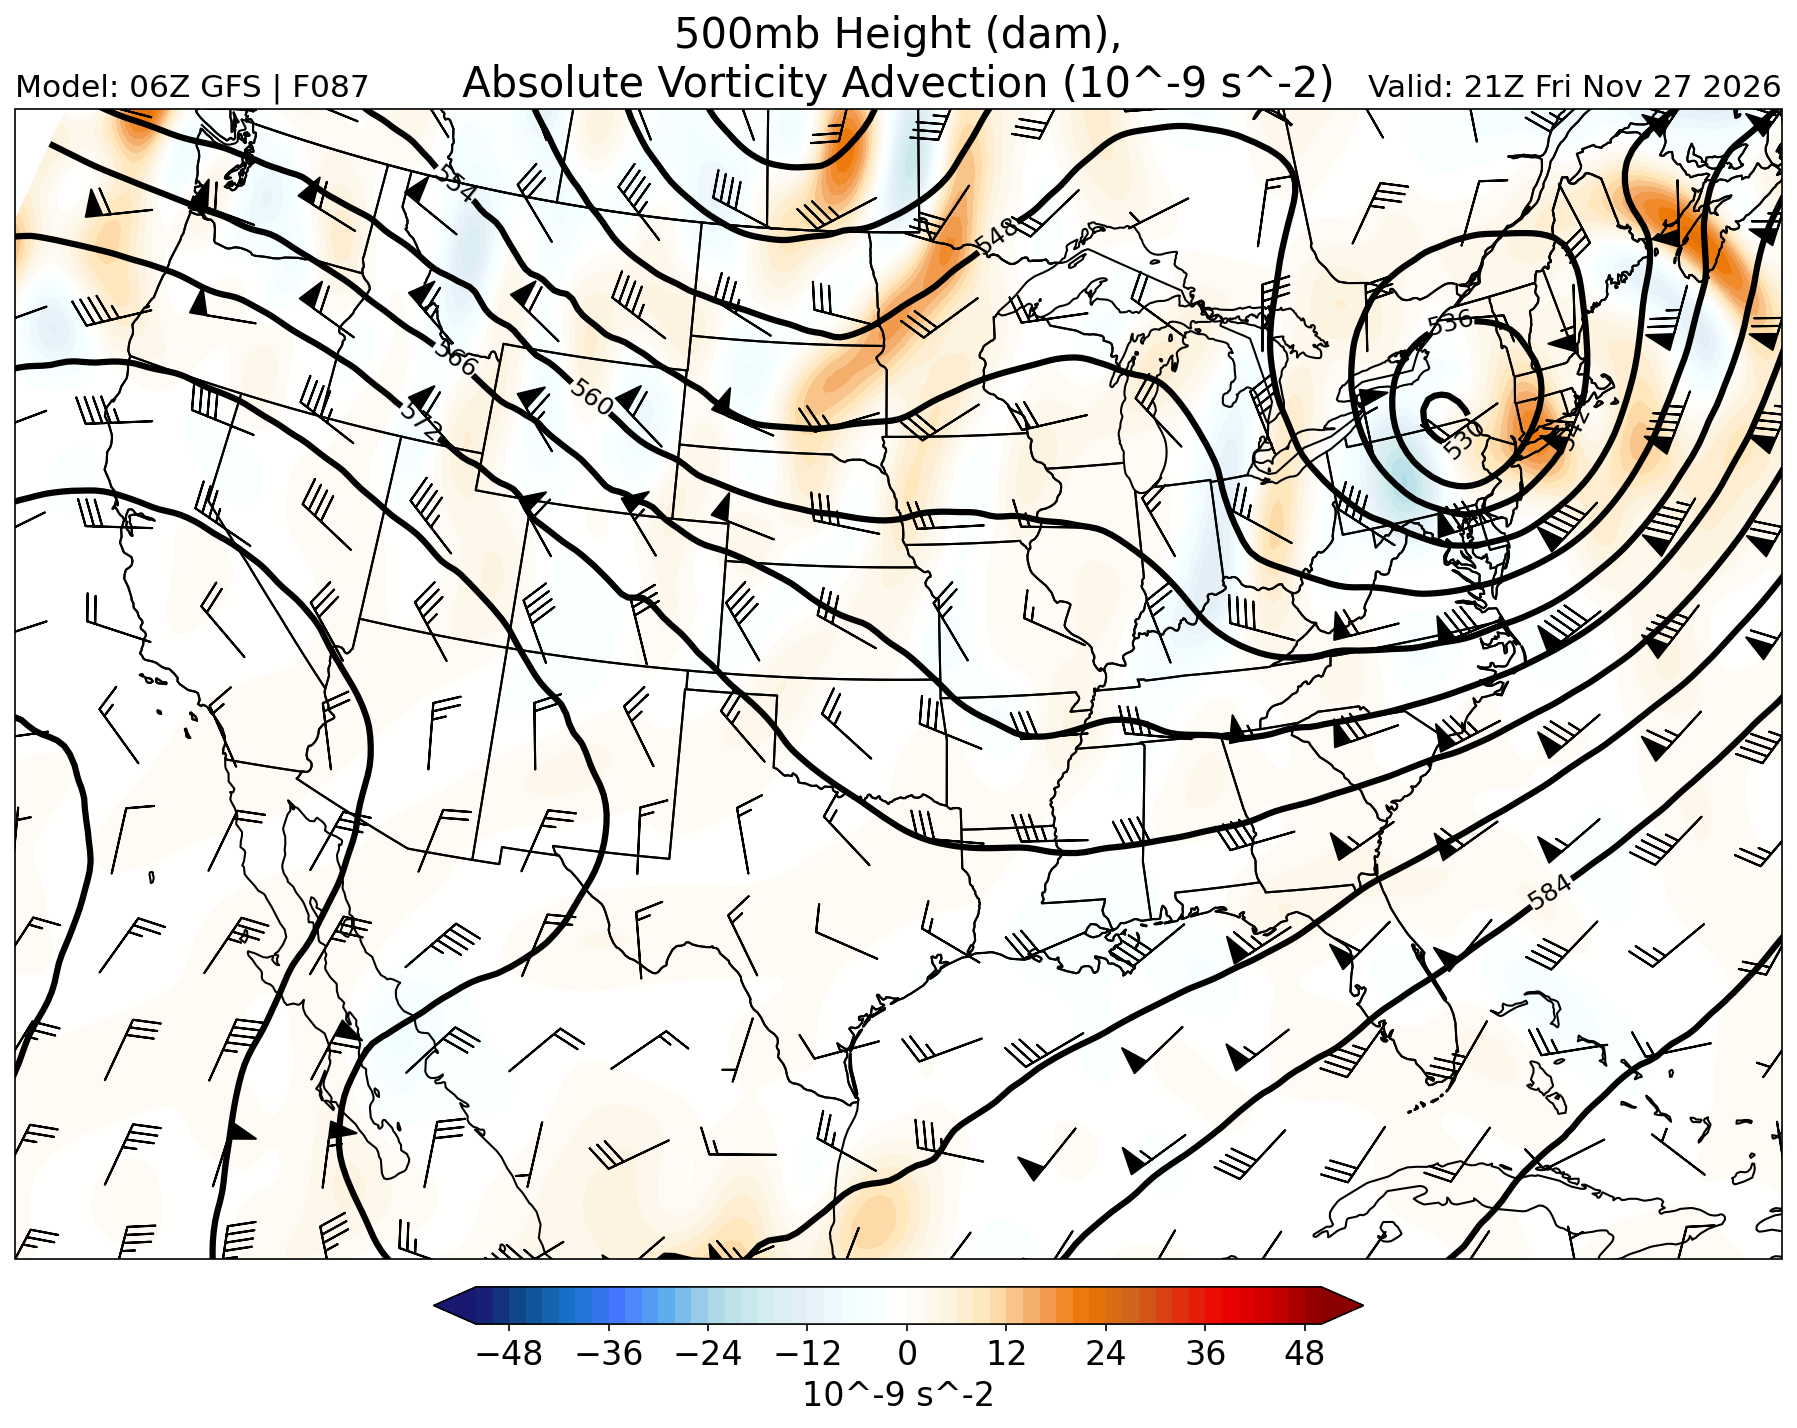 500mb Height (dam),
Model: 06Z GFS | F087
Absolute Vorticity Advection (10^-9 s^-2)
Valid: 21Z Fri Nov 27 2026
554
548
536
566
560
572
530
542
584
−48 −36 −24 −12 0 12 24 36 48
10^-9 s^-2